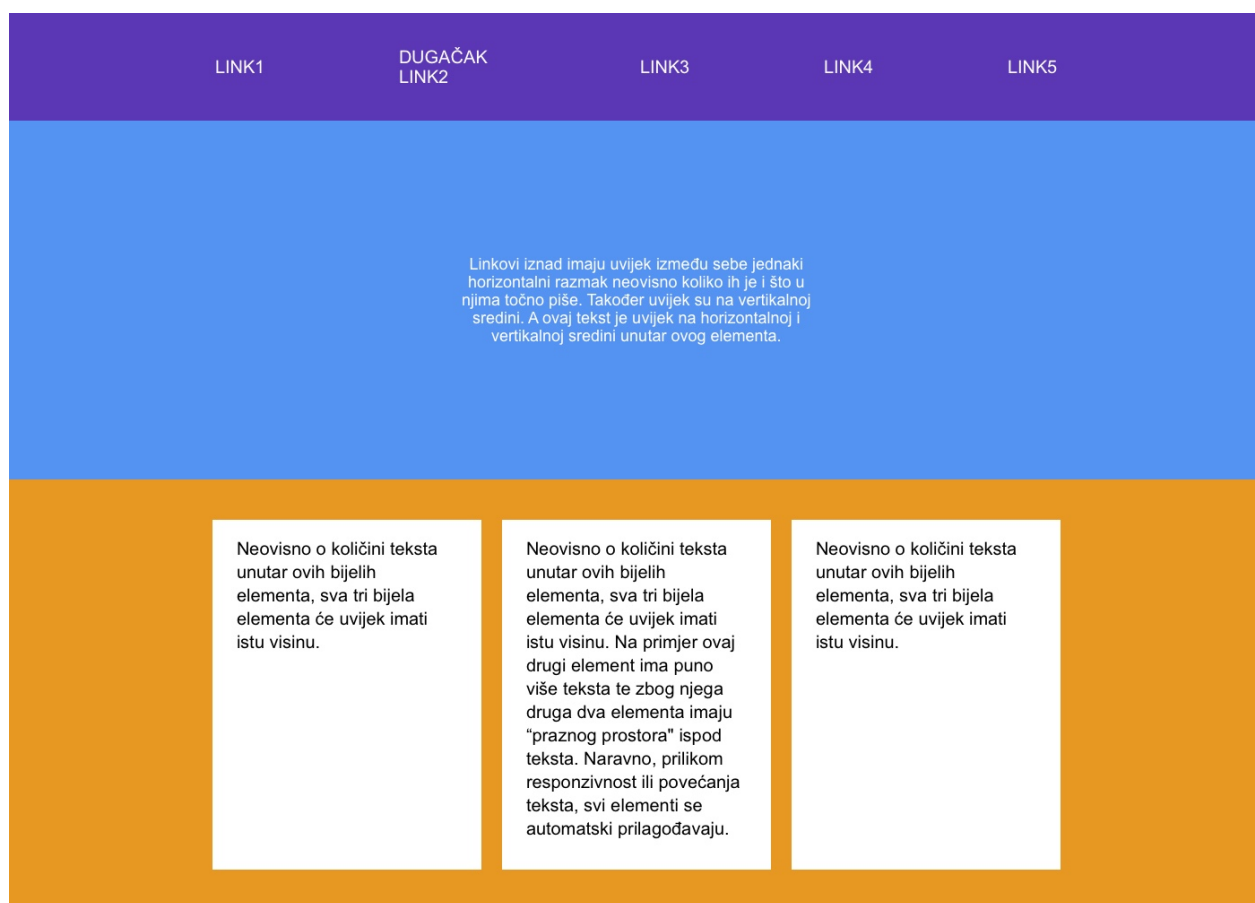 LINK1
DUGAČAK
LINK2
LINK3
LINK4
LINK5
Linkovi iznad imaju uvijek između sebe jednaki
horizontalni razmak neovisno koliko ih je i što u
njima točno piše. Također uvijek su na vertikalnoj
sredini. A ovaj tekst je uvijek na horizontalnoj i
vertikalnoj sredini unutar ovog elementa.
Neovisno o količini teksta
unutar ovih bijelih
elementa, sva tri bijela
elementa će uvijek imati
istu visinu.
Neovisno o količini teksta
unutar ovih bijelih
elementa, sva tri bijela
elementa će uvijek imati
istu visinu. Na primjer ovaj
drugi element ima puno
više teksta te zbog njega
druga dva elementa imaju
“praznog prostora" ispod
teksta. Naravno, prilikom
responzivnost ili povećanja
teksta, svi elementi se
automatski prilagođavaju.
Neovisno o količini teksta
unutar ovih bijelih
elementa, sva tri bijela
elementa će uvijek imati
istu visinu.